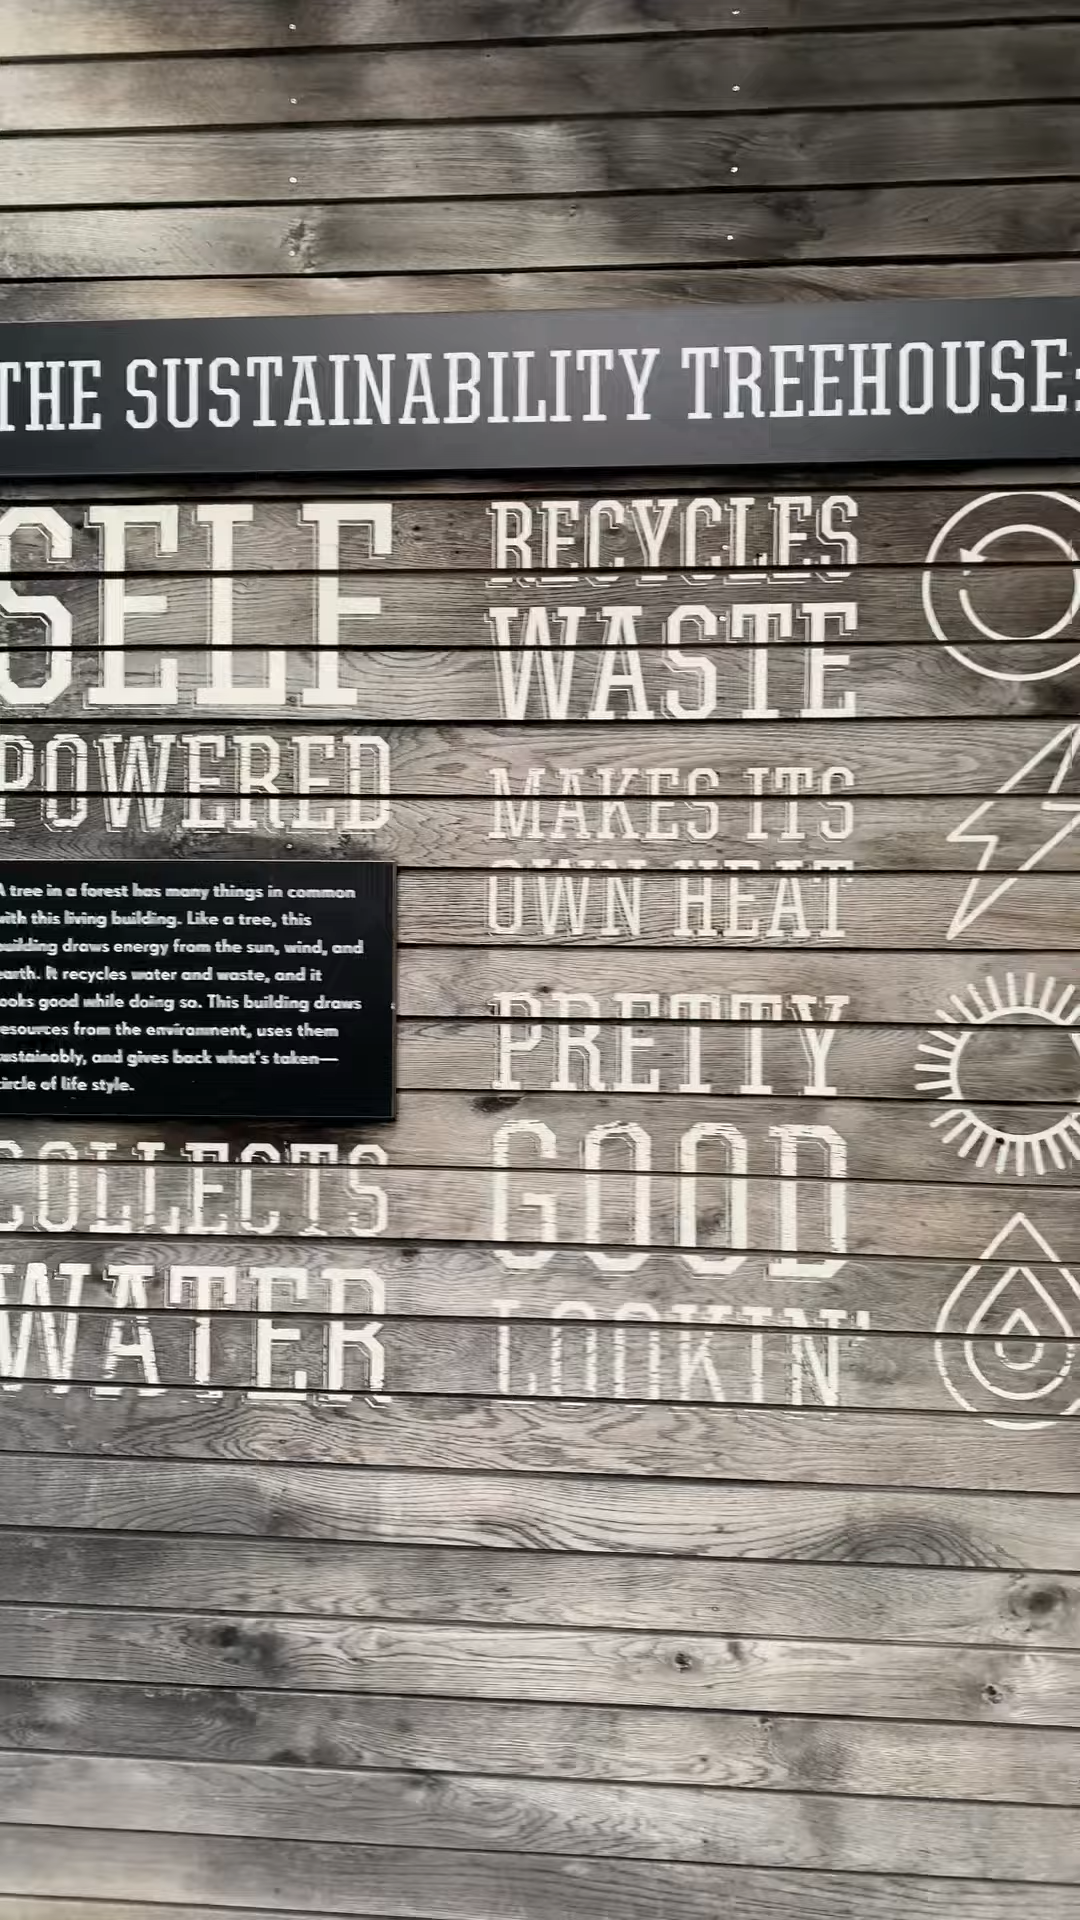 THE SUSTAINABILITY TREEHOUSE:
SELF
POWERED
A tree in a forest has many things in common
with this living building. Like a tree, this
building draws energy from the sun, wind, and
earth. It recycles water and waste, and it
looks good while doing so. This building draws
resources from the environment, uses them
sustainably, and gives back what's taken—
circle of life style.
COLLECTS
WATER
RECYCLES
WASTE
MAKES ITS
OWN HEAT
PRETTY
GOOD
LOOKIN'